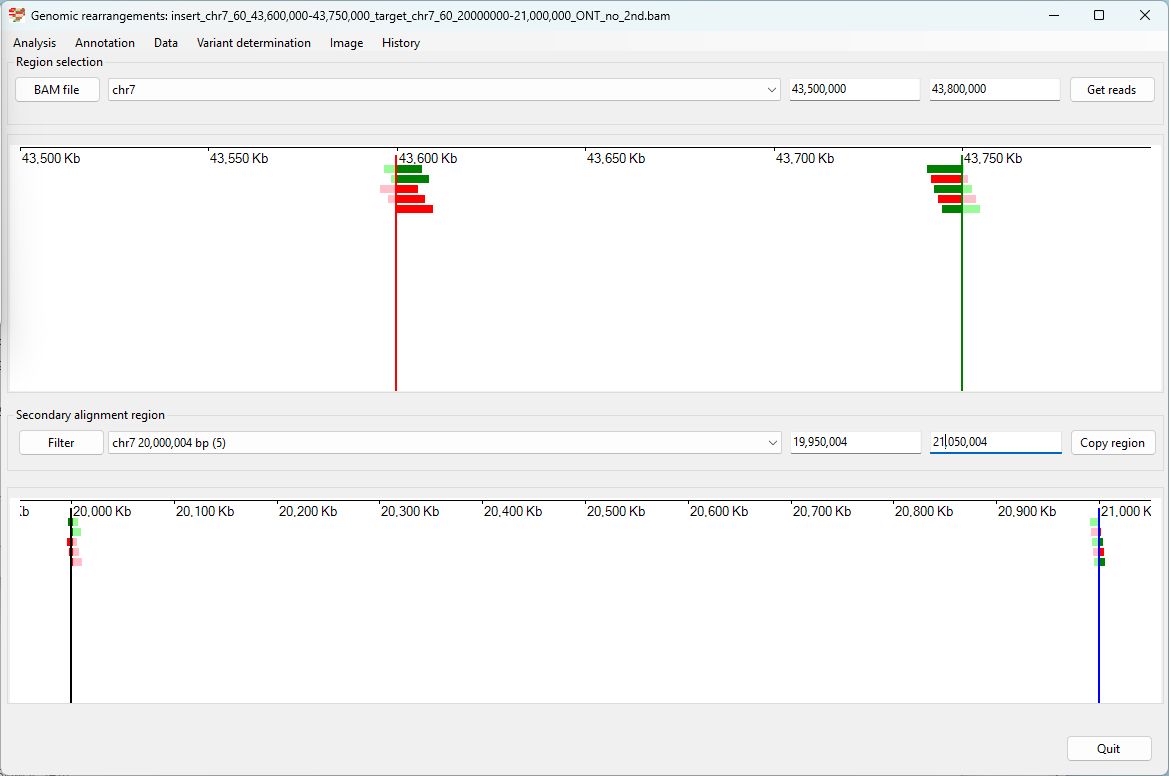 Genomic rearrangements: insert_chr7_60_43,600,000-43,750,000_target_chr7_60_20000000-21,000,000_ONT_no_2nd.bam
Analysis Annotation Data Variant determination Image History
Region selection
BAM file chr7 43,500,000 43,800,000 Get reads
43,500 Kb 43,550 Kb 43,600 Kb 43,650 Kb 43,700 Kb 43,750 Kb
Secondary alignment region
Filter chr7 20,000,004 bp (5) 19,950,004 21,050,004 Copy region
b 20,000 Kb 20,100 Kb 20,200 Kb 20,300 Kb 20,400 Kb 20,500 Kb 20,600 Kb 20,700 Kb 20,800 Kb 20,900 Kb 21,000 K
Quit